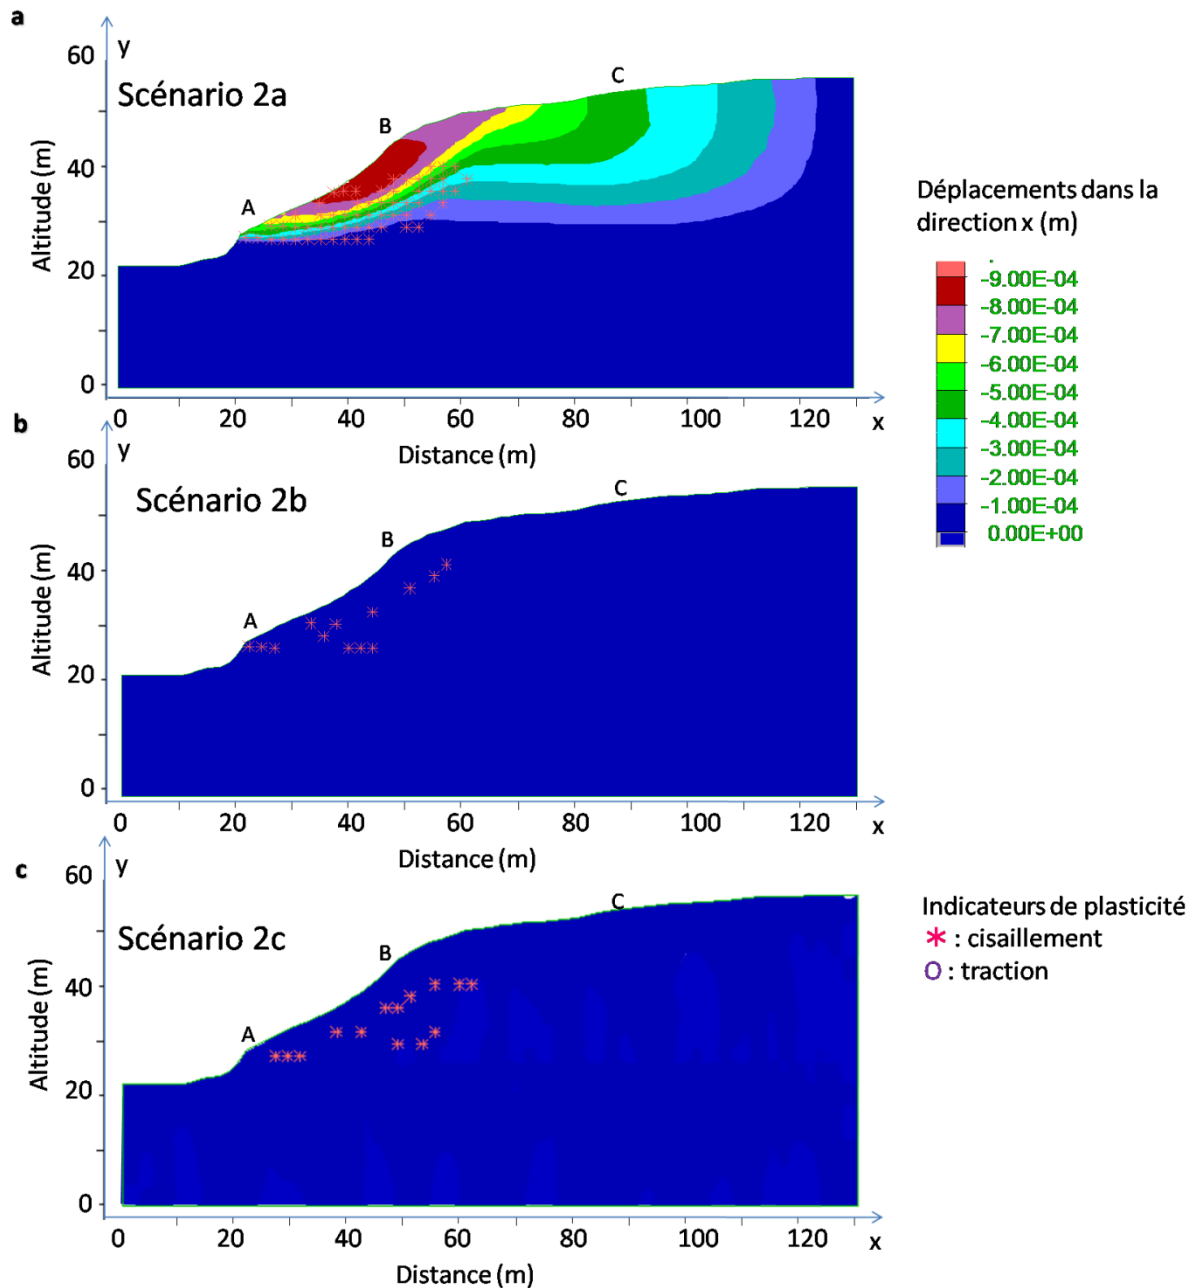 a
y
60
Scénario 2a
C
B
A
40
20
0
Altitude (m)
0 20 40 60 80 100 120 x
Distance (m)
Déplacements dans la
direction x (m)
-9.00E-04
-8.00E-04
-7.00E-04
-6.00E-04
-5.00E-04
-4.00E-04
-3.00E-04
-2.00E-04
-1.00E-04
0.00E+00
b
y
60
Scénario 2b
C
B
A
40
20
0
Altitude (m)
0 20 40 60 80 100 120 x
Distance (m)
c
y
60
Scénario 2c
C
B
A
40
20
0
Altitude (m)
0 20 40 60 80 100 120 x
Distance (m)
Indicateurs de plasticité
* : cisaillement
O : traction